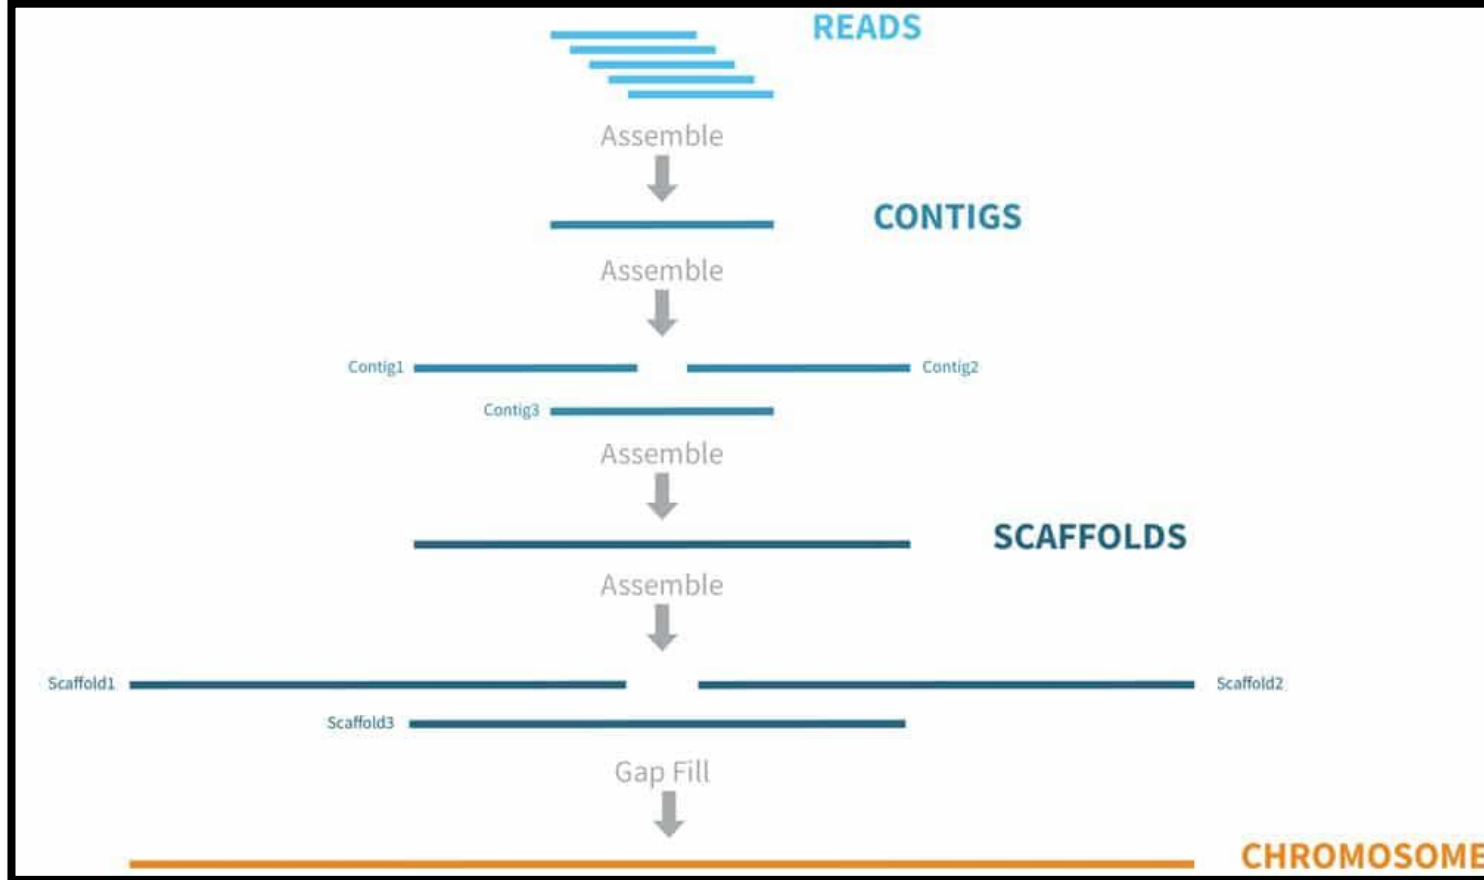 READS
Assemble
CONTIGS
Assemble
Contig1 Contig2
Contig3
Assemble
SCAFFOLDS
Assemble
Scaffold1 Scaffold2
Scaffold3
Gap Fill
CHROMOSOME